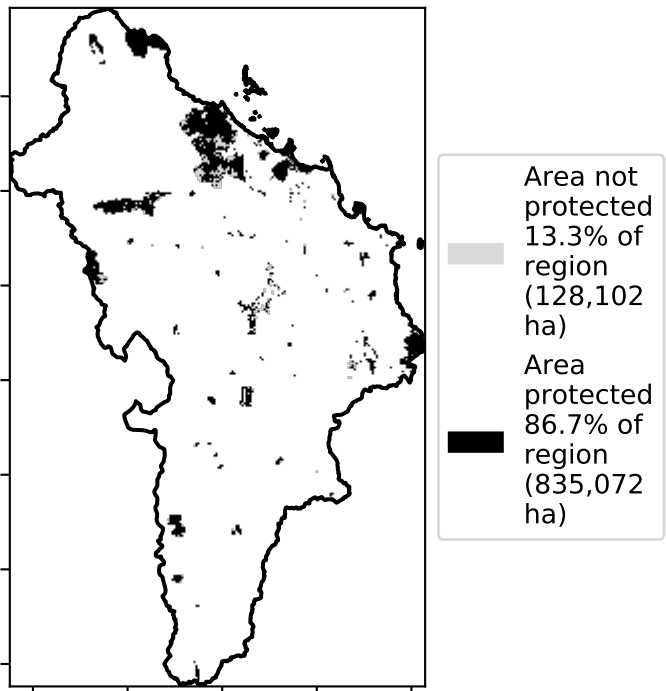 Area not
protected
13.3% of
region
(128,102
ha)
Area
protected
86.7% of
region
(835,072
ha)